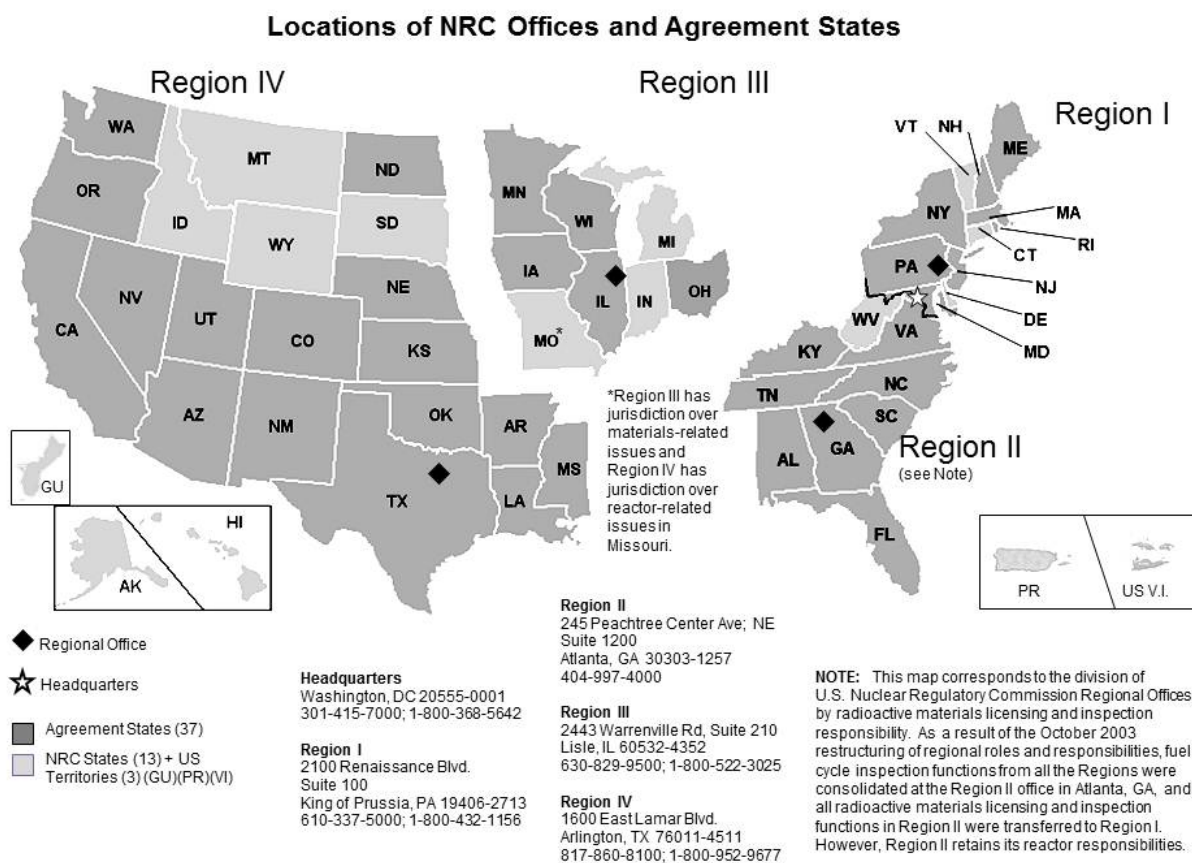 Locations of NRC Offices and Agreement States
Region IV
Region III
Region I
WA
OR
CA
NV
ID
MT
WY
UT
AZ
CO
NM
ND
SD
NE
KS
OK
TX
AR
LA
MS
MN
IA
MO*
WI
IL
MI
IN
OH
VT
NH
ME
NY
MA
RI
CT
PA
NJ
DE
MD
WV
VA
KY
TN
NC
SC
AL
GA
FL
Region II
(see Note)
*Region III has
jurisdiction over
materials-related
issues and
Region IV has
jurisdiction over
reactor-related
issues in
Missouri.
GU
AK
HI
PR
US V.I.
Regional Office
Headquarters
Agreement States (37)
NRC States (13) + US
Territories (3) (GU)(PR)(VI)
Headquarters
Washington, DC 20555-0001
301-415-7000; 1-800-368-5642
Region I
2100 Renaissance Blvd.
Suite 100
King of Prussia, PA 19406-2713
610-337-5000; 1-800-432-1156
Region II
245 Peachtree Center Ave; NE
Suite 1200
Atlanta, GA 30303-1257
404-997-4000
Region III
2443 Warrenville Rd, Suite 210
Lisle, IL 60532-4352
630-829-9500; 1-800-522-3025
Region IV
1600 East Lamar Blvd.
Arlington, TX 76011-4511
817-860-8100; 1-800-952-9677
NOTE: This map corresponds to the division of
U.S. Nuclear Regulatory Commission Regional Offices
by radioactive materials licensing and inspection
responsibility. As a result of the October 2003
restructuring of regional roles and responsibilities, fuel
cycle inspection functions from all the Regions were
consolidated at the Region II office in Atlanta, GA, and
all radioactive materials licensing and inspection
functions in Region II were transferred to Region I.
However, Region II retains its reactor responsibilities.